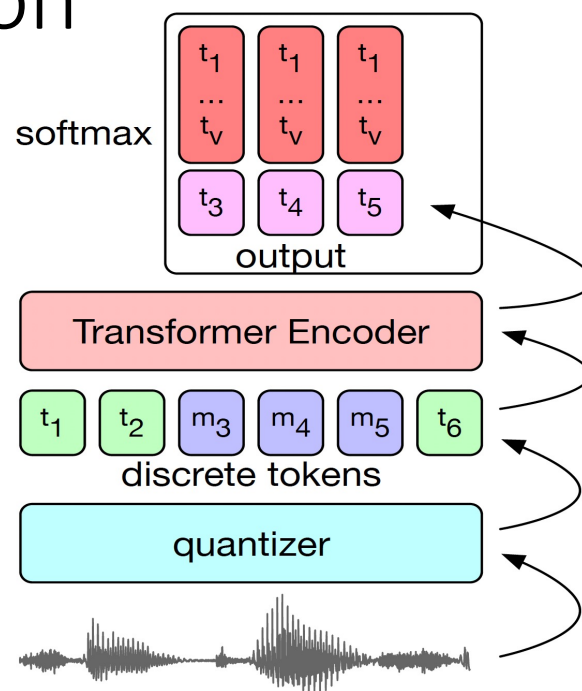 on
t1 t1 t1
... ... ...
softmax
tv tv tv
t3 t4 t5
output
Transformer Encoder
t1 t2 m3 m4 m5 t6
discrete tokens
quantizer